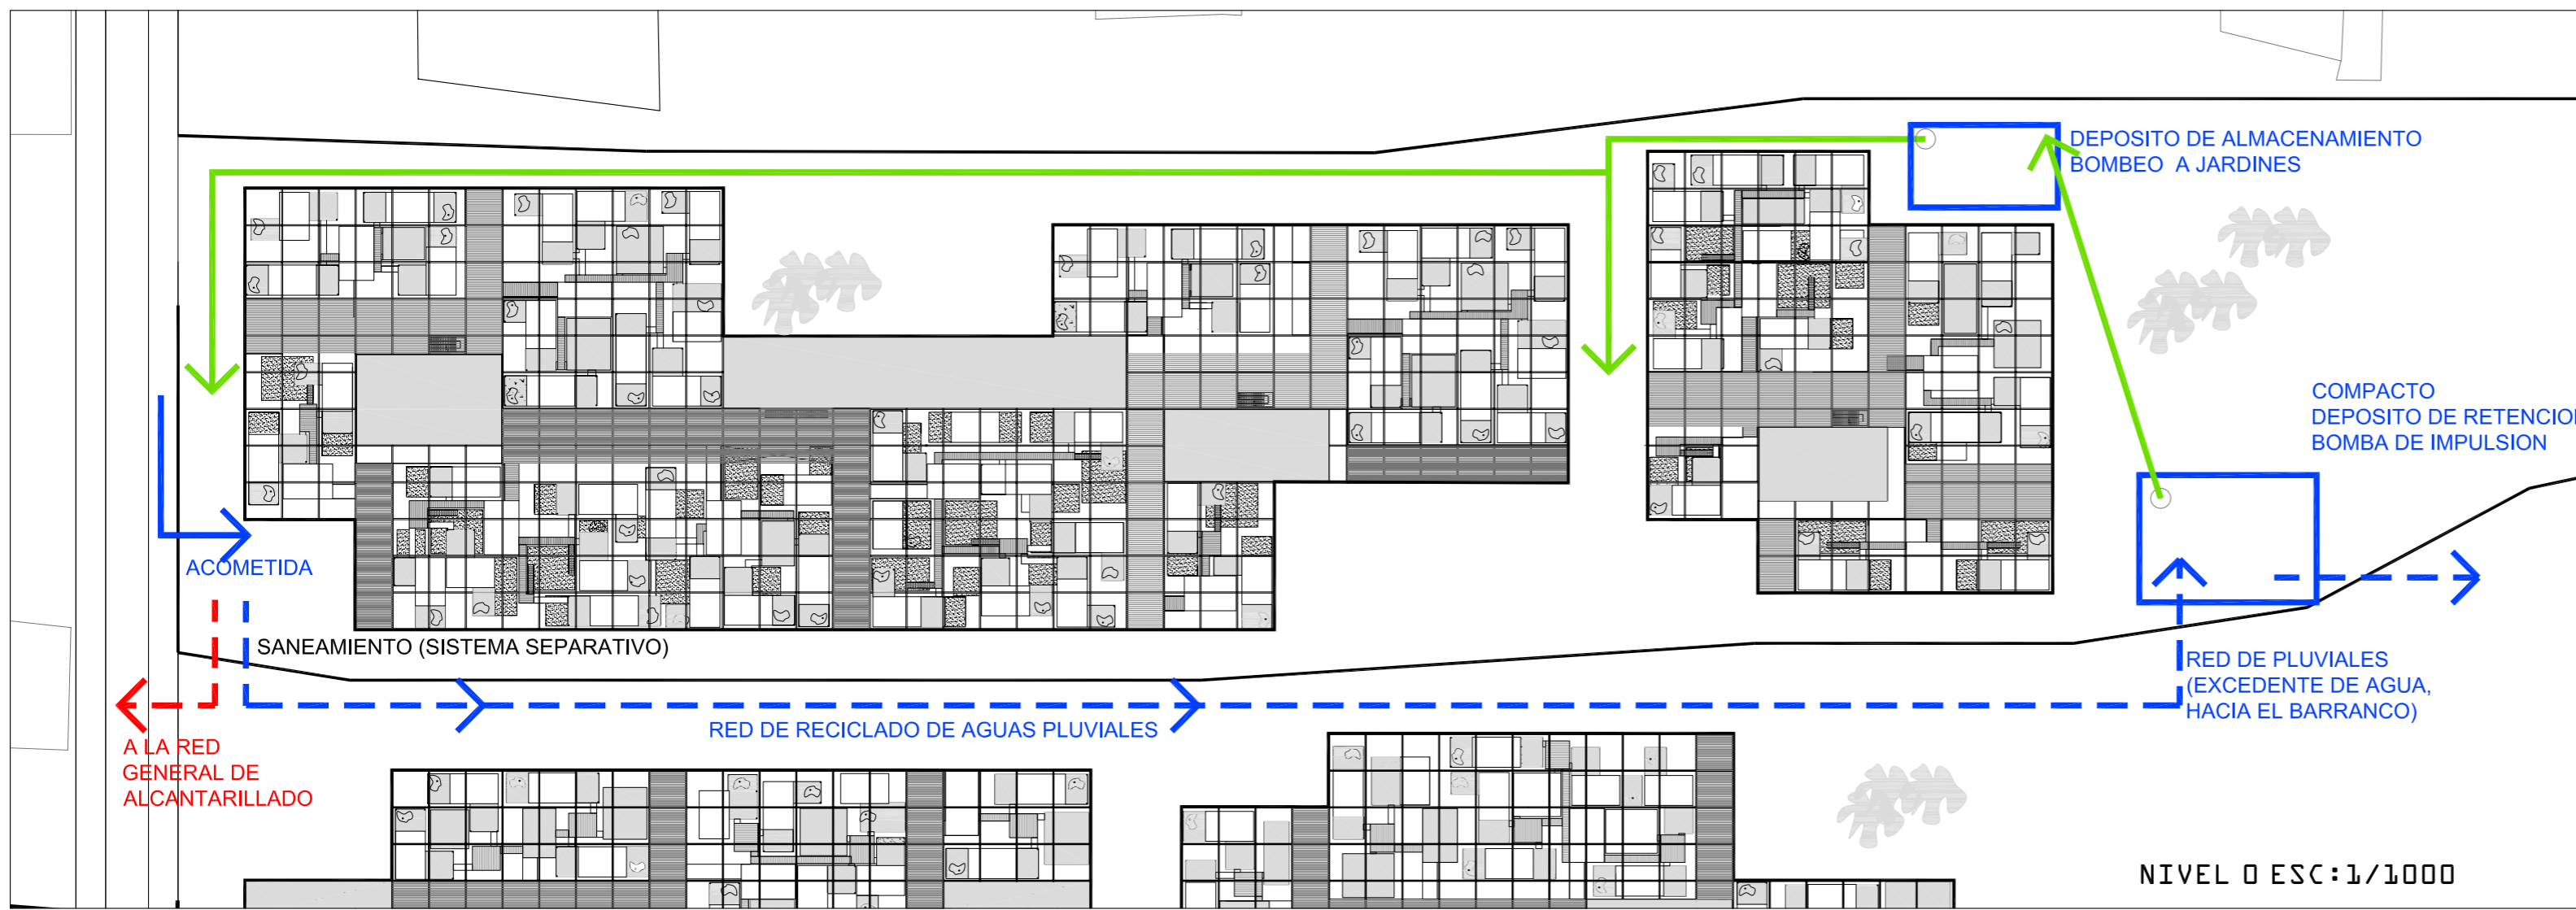 DEPOSITO DE ALMACENAMIENTO
BOMBEO A JARDINES
COMPACTO
DEPOSITO DE RETENCION
BOMBA DE IMPULSION
ACOMETIDA
SANEAMIENTO (SISTEMA SEPARATIVO)
RED DE PLUVIALES
(EXCEDENTE DE AGUA,
HACIA EL BARRANCO)
RED DE RECICLADO DE AGUAS PLUVIALES
A LA RED
GENERAL DE
ALCANTARILLADO
NIVEL 0 ESC:1/1000